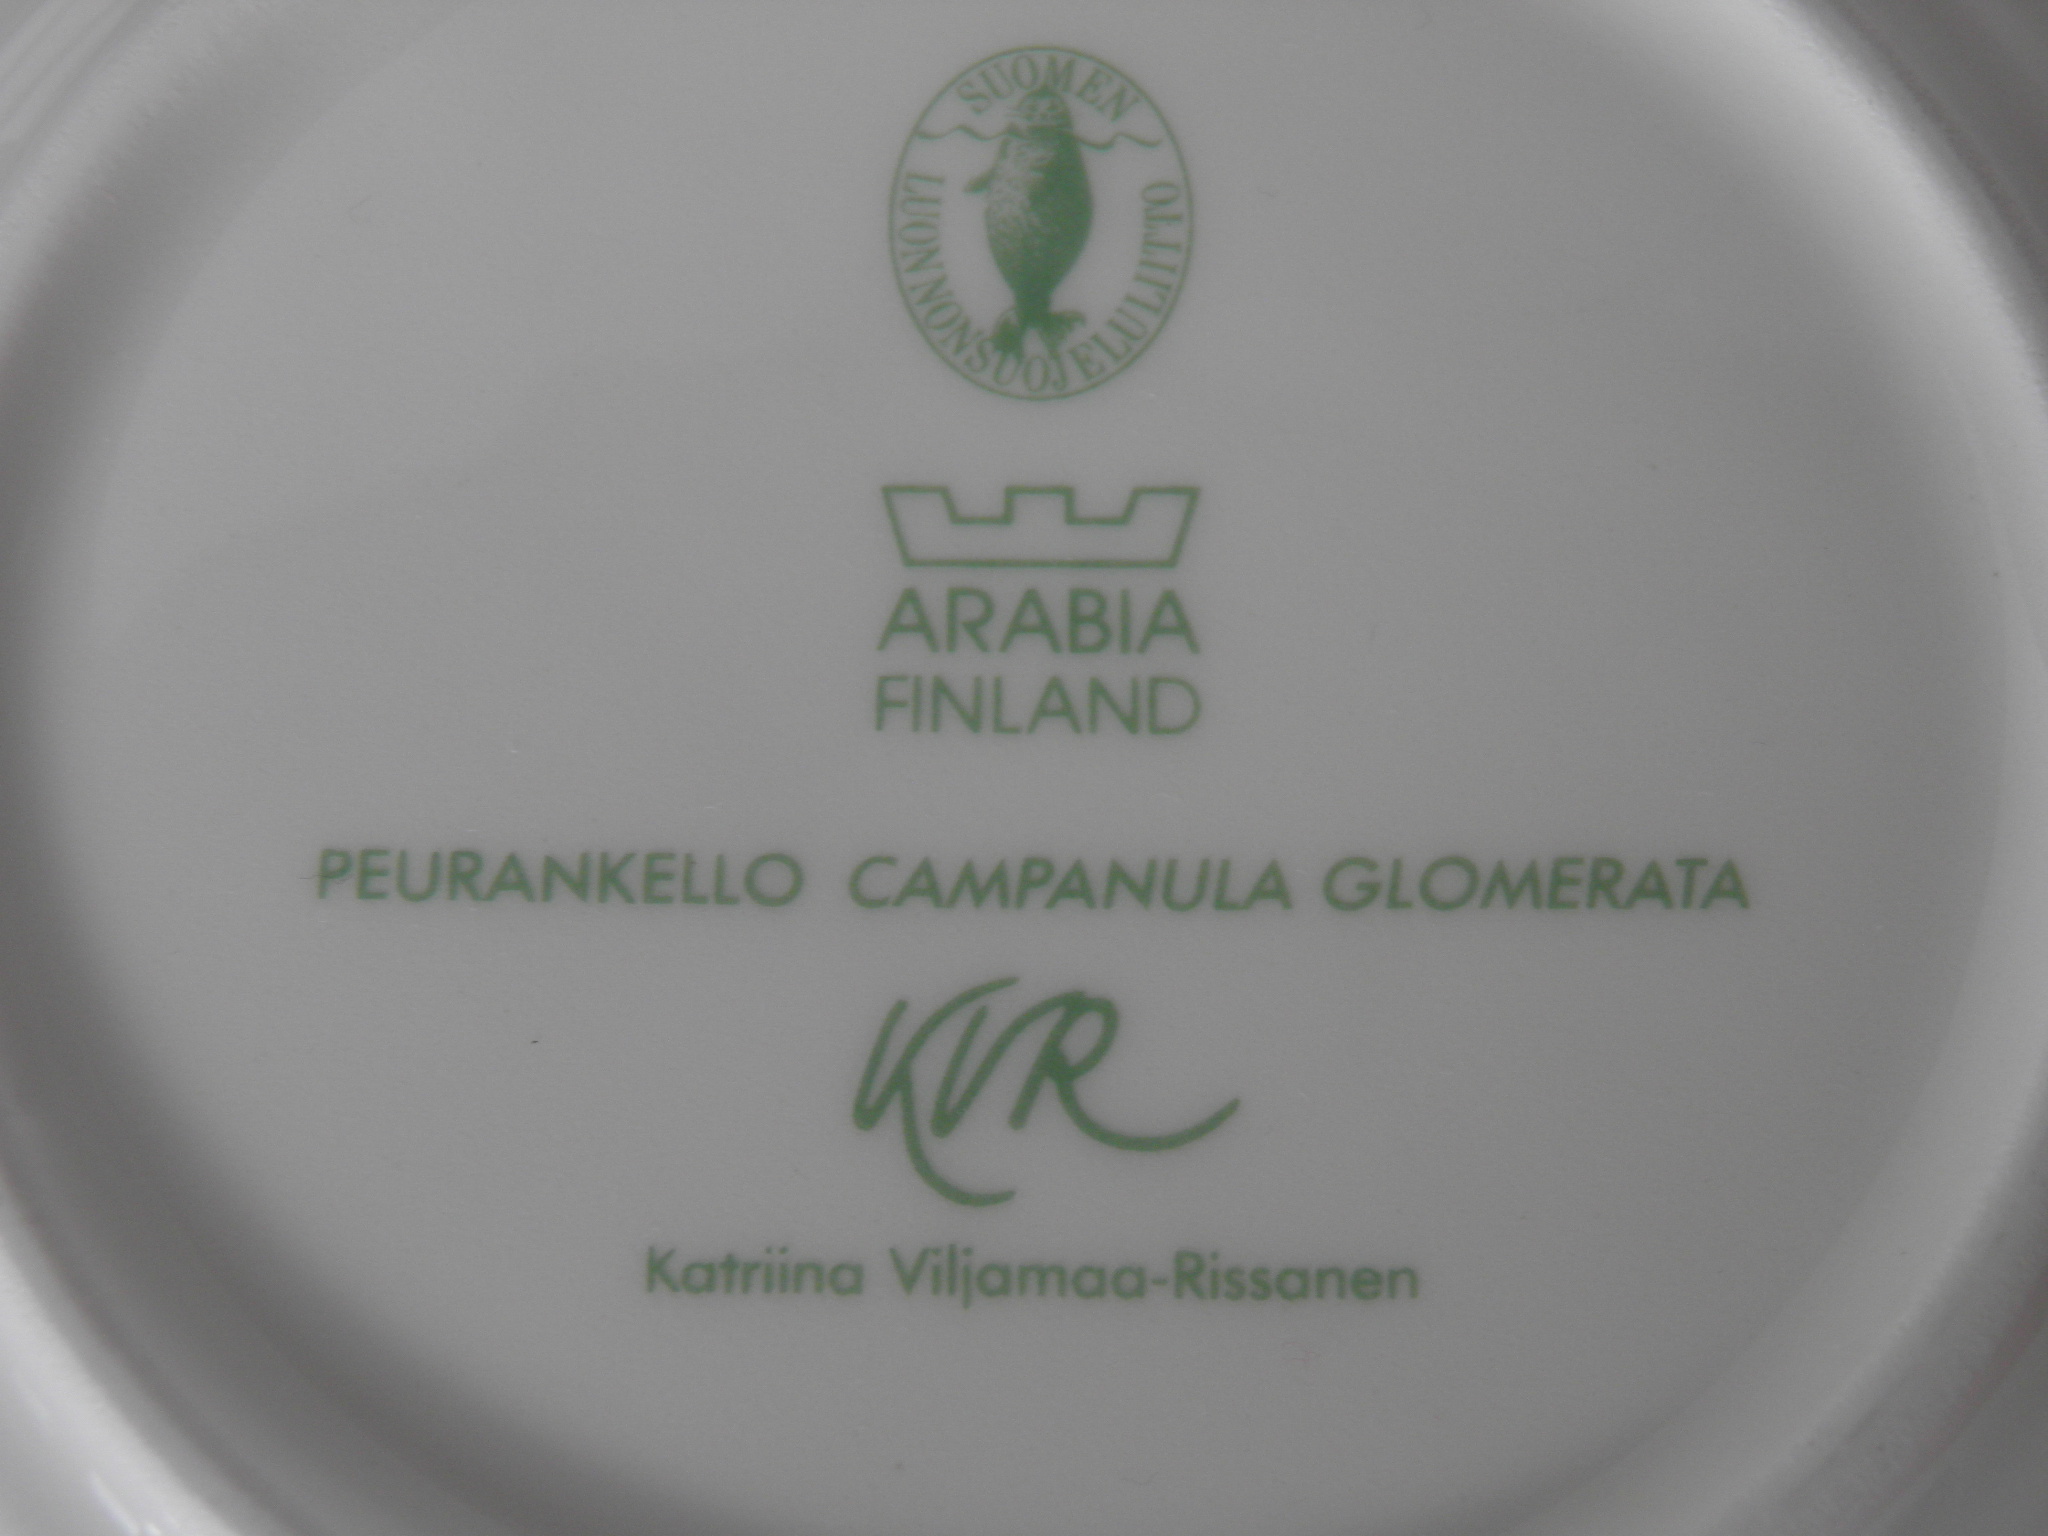 SUOMEN
LUONNONSUOJELULIITTO
ARABIA
FINLAND
PEURANKELLO CAMPANULA GLOMERATA
KVR
Katriina Viljamaa-Rissanen